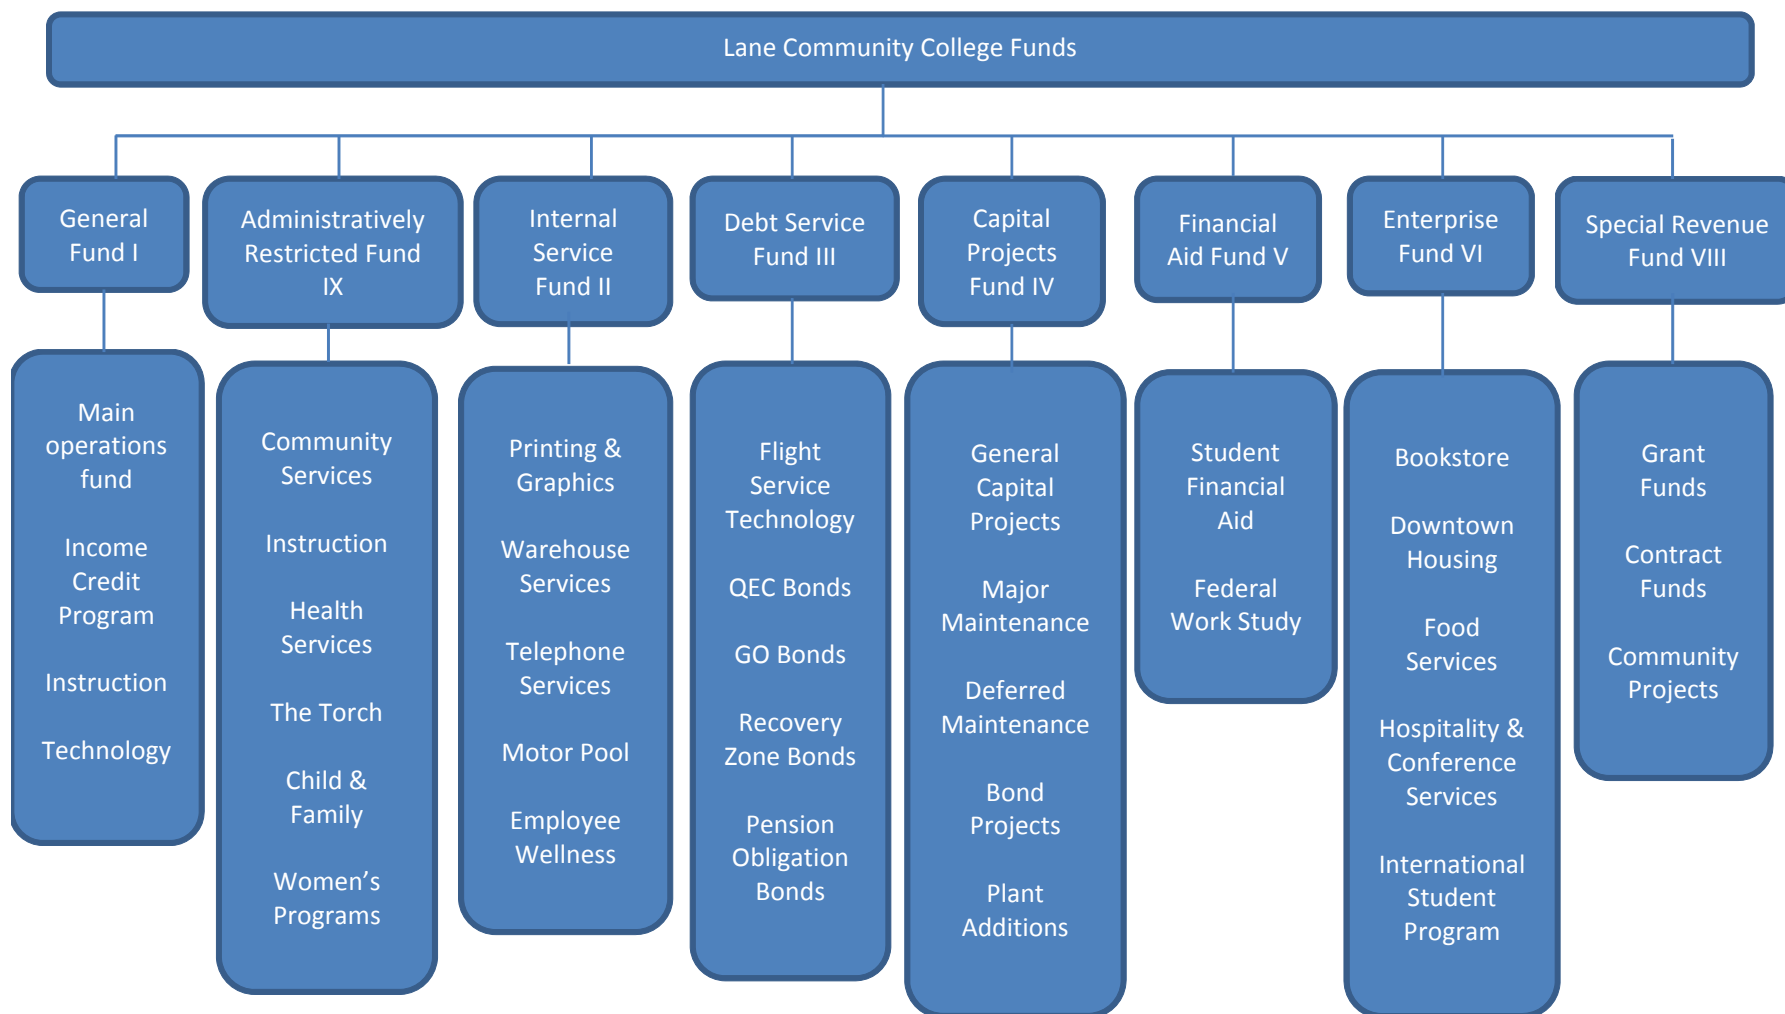 Lane Community College Funds
General
Fund I
Administratively
Restricted Fund
IX
Internal
Service
Fund II
Debt Service
Fund III
Capital
Projects
Fund IV
Financial
Aid Fund V
Enterprise
Fund VI
Special Revenue
Fund VIII
Main
operations
fund
Income
Credit
Program
Instruction
Technology
Community
Services
Instruction
Health
Services
The Torch
Child &
Family
Women’s
Programs
Printing &
Graphics
Warehouse
Services
Telephone
Services
Motor Pool
Employee
Wellness
Flight
Service
Technology
QEC Bonds
GO Bonds
Recovery
Zone Bonds
Pension
Obligation
Bonds
General
Capital
Projects
Major
Maintenance
Deferred
Maintenance
Bond
Projects
Plant
Additions
Student
Financial
Aid
Federal
Work Study
Bookstore
Downtown
Housing
Food
Services
Hospitality &
Conference
Services
International
Student
Program
Grant
Funds
Contract
Funds
Community
Projects